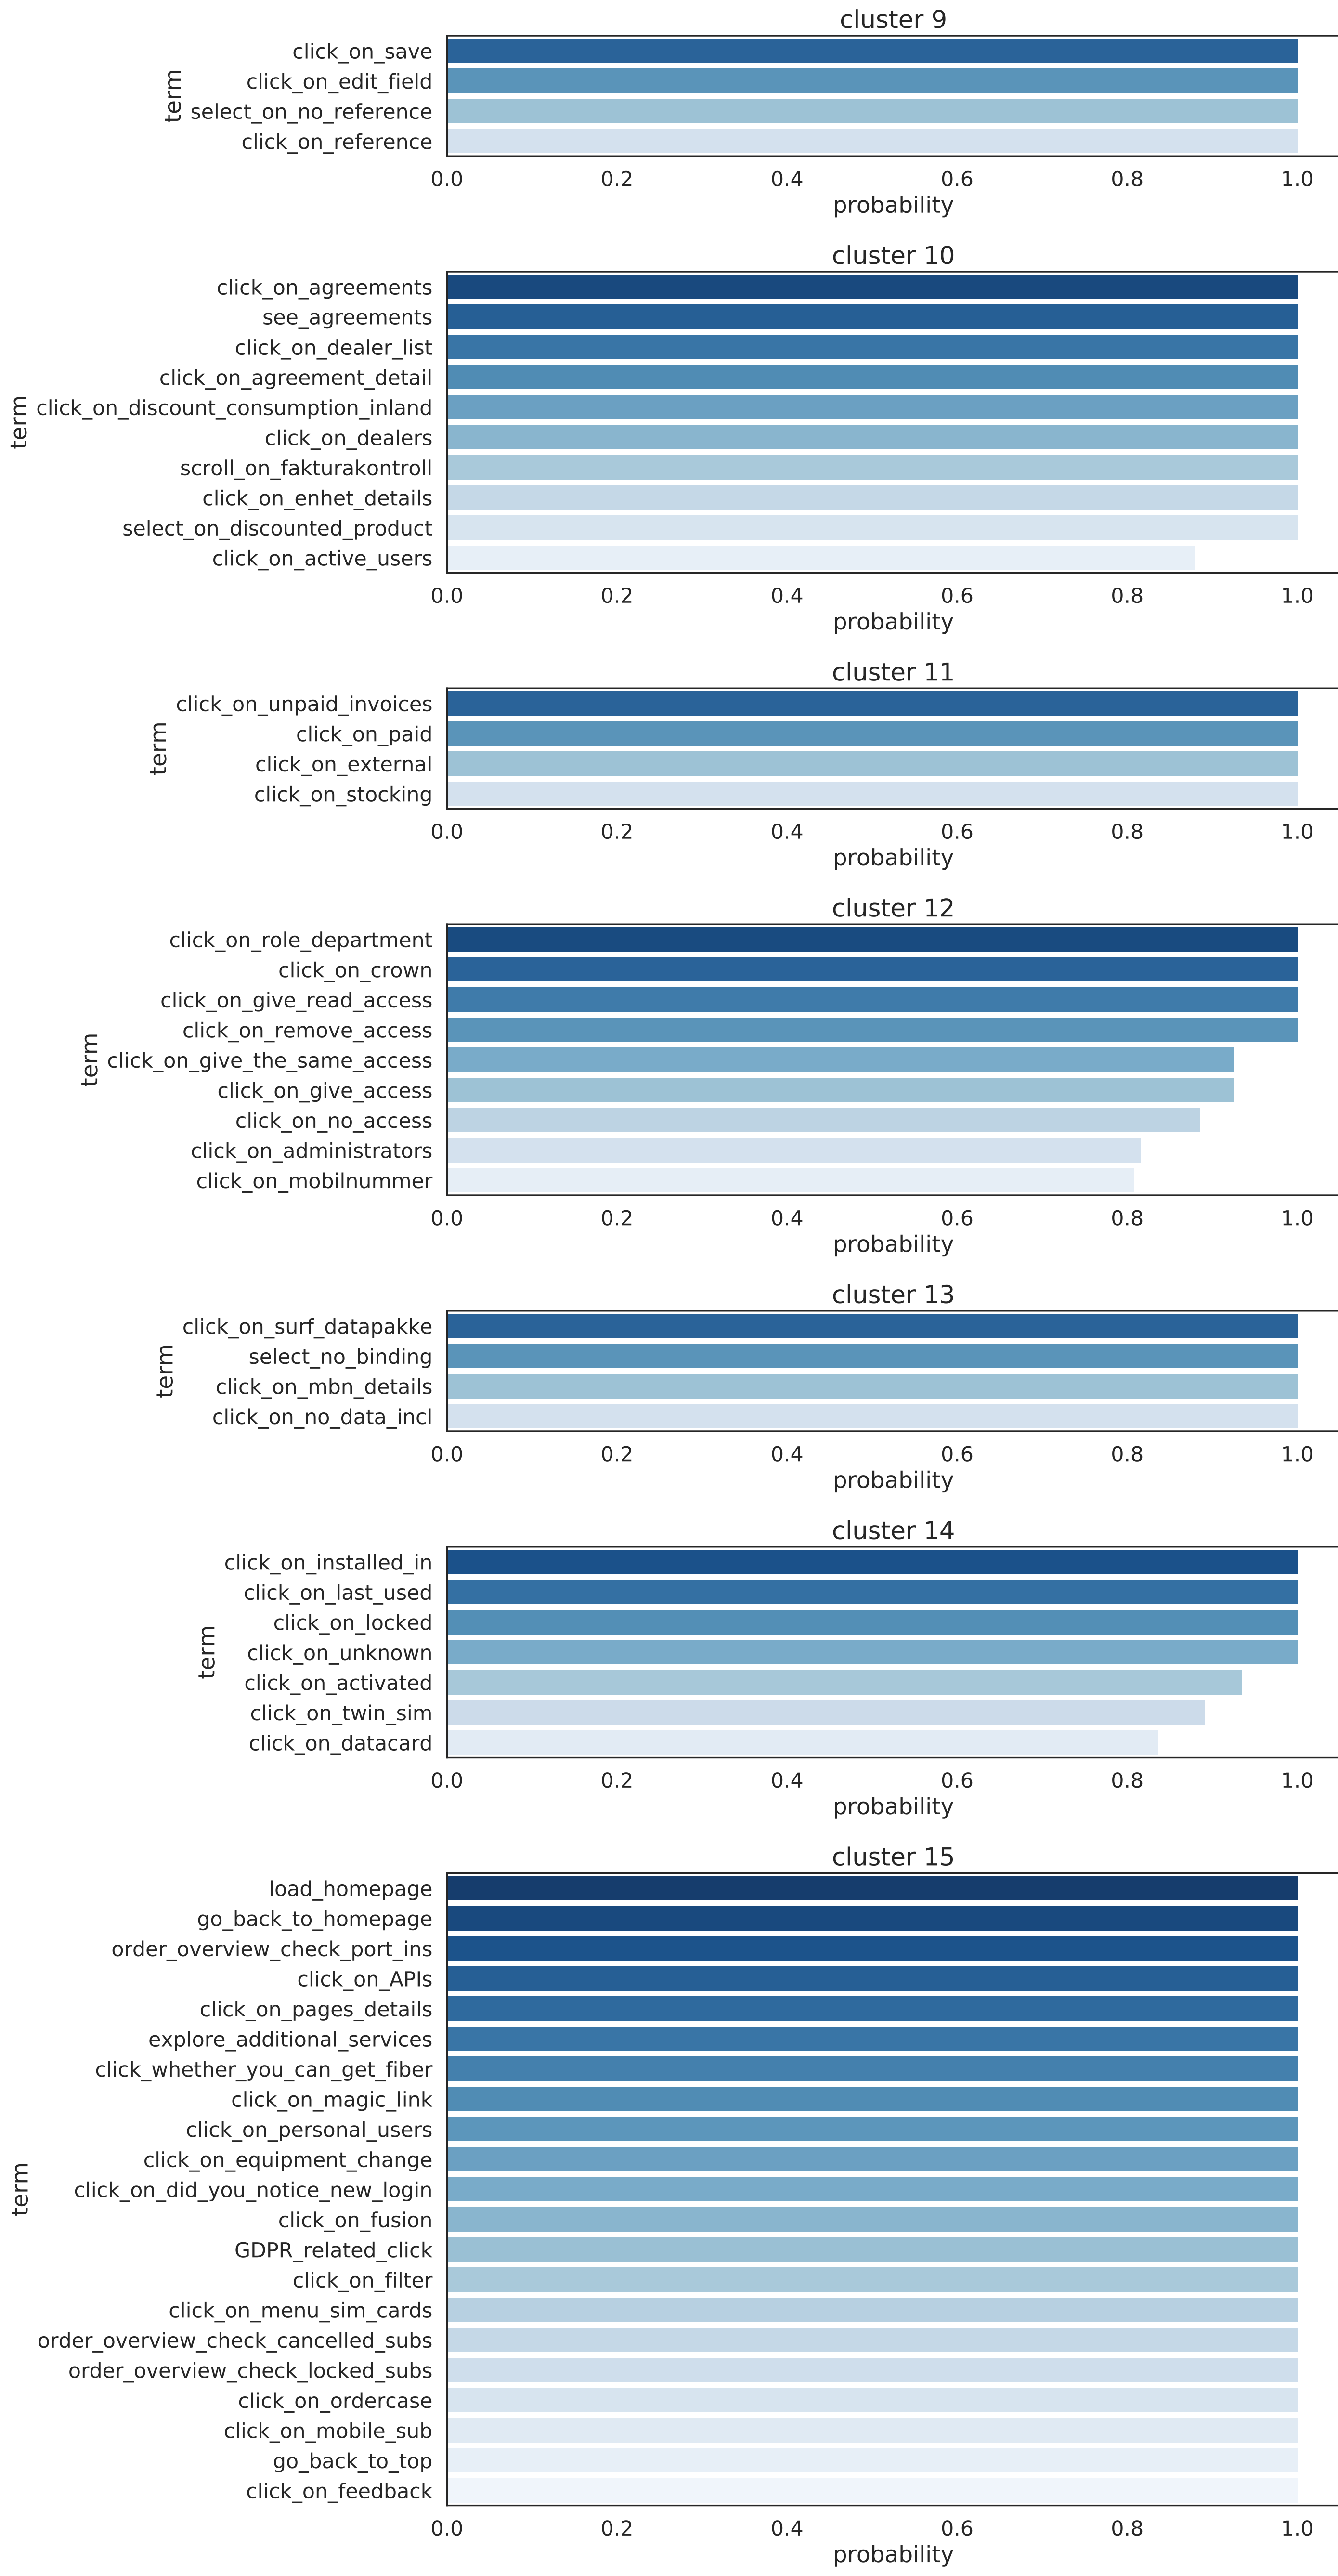 cluster 9
term
click_on_save
click_on_edit_field
select_on_no_reference
click_on_reference
0.0 0.2 0.4 0.6 0.8 1.0
probability
cluster 10
term
click_on_agreements
see_agreements
click_on_dealer_list
click_on_agreement_detail
click_on_discount_consumption_inland
click_on_dealers
scroll_on_fakturakontroll
click_on_enhet_details
select_on_discounted_product
click_on_active_users
0.0 0.2 0.4 0.6 0.8 1.0
probability
cluster 11
term
click_on_unpaid_invoices
click_on_paid
click_on_external
click_on_stocking
0.0 0.2 0.4 0.6 0.8 1.0
probability
cluster 12
term
click_on_role_department
click_on_crown
click_on_give_read_access
click_on_remove_access
click_on_give_the_same_access
click_on_give_access
click_on_no_access
click_on_administrators
click_on_mobilnummer
0.0 0.2 0.4 0.6 0.8 1.0
probability
cluster 13
term
click_on_surf_datapakke
select_no_binding
click_on_mbn_details
click_on_no_data_incl
0.0 0.2 0.4 0.6 0.8 1.0
probability
cluster 14
term
click_on_installed_in
click_on_last_used
click_on_locked
click_on_unknown
click_on_activated
click_on_twin_sim
click_on_datacard
0.0 0.2 0.4 0.6 0.8 1.0
probability
cluster 15
term
load_homepage
go_back_to_homepage
order_overview_check_port_ins
click_on_APIs
click_on_pages_details
explore_additional_services
click_whether_you_can_get_fiber
click_on_magic_link
click_on_personal_users
click_on_equipment_change
click_on_did_you_notice_new_login
click_on_fusion
GDPR_related_click
click_on_filter
click_on_menu_sim_cards
order_overview_check_cancelled_subs
order_overview_check_locked_subs
click_on_ordercase
click_on_mobile_sub
go_back_to_top
click_on_feedback
0.0 0.2 0.4 0.6 0.8 1.0
probability